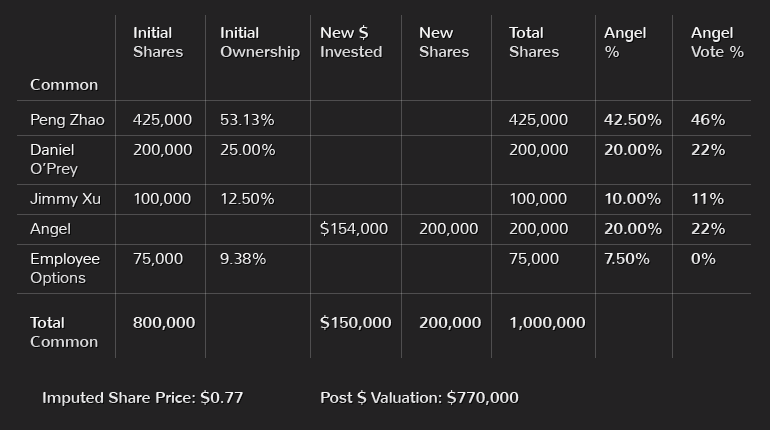 Initial Initial New $ New Total Angel Angel
Shares Ownership Invested Shares Shares % Vote %
Common
Peng Zhao 425,000 53.13% 425,000 42.50% 46%
Daniel 200,000 25.00% 200,000 20.00% 22%
O’Prey
Jimmy Xu 100,000 12.50% 100,000 10.00% 11%
Angel $154,000 200,000 200,000 20.00% 22%
Employee 75,000 9.38% 75,000 7.50% 0%
Options
Total 800,000 $150,000 200,000 1,000,000
Common
Imputed Share Price: $0.77 Post $ Valuation: $770,000